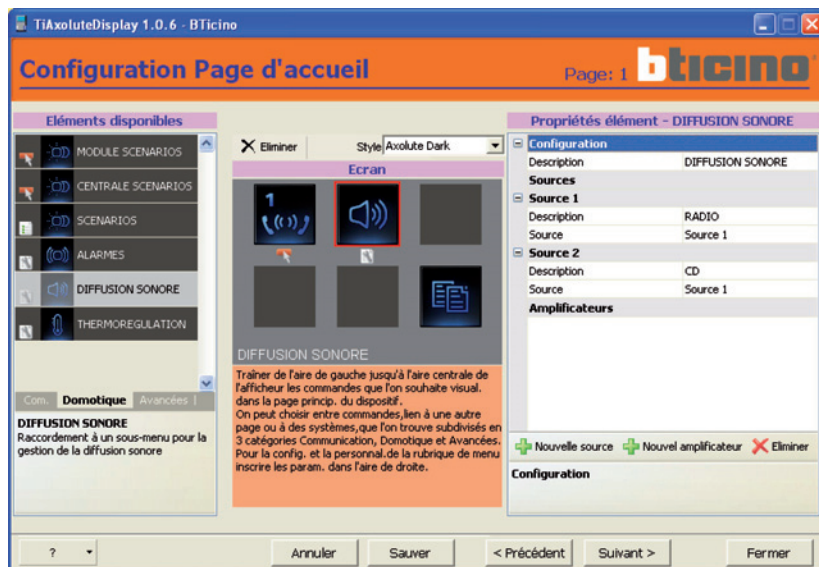 TiAxoluteDisplay 1.0.6 - BTicino
Configuration Page d'accueil
Page: 1
bticino
Eléments disponibles
MODULE SCENARIOS
CENTRALE SCENARIOS
SCENARIOS
ALARMES
DIFFUSION SONORE
THERMOREGULATION
Com. Domotique Avancées
DIFFUSION SONORE
Raccordement à un sous-menu pour la
gestion de la diffusion sonore
Eliminer
Style Axolute Dark
Ecran
1
DIFFUSION SONORE
Traîner de l'aire de gauche jusqu'à l'aire centrale de
l'afficheur les commandes que l'on souhaite visual.
dans la page princip. du dispositif.
On peut choisir entre commandes,lien à une autre
page ou à des systèmes,que l'on trouve subdivisés en
3 catégories Communication, Domotique et Avancées.
Pour la config. et la personnal.de la rubrique de menu
inscrire les param. dans l'aire de droite.
Propriétés élément - DIFFUSION SONORE
Configuration
Description DIFFUSION SONORE
Sources
Source 1
Description RADIO
Source Source 1
Source 2
Description CD
Source Source 1
Amplificateurs
Nouvelle source Nouvel amplificateur Eliminer
Configuration
? Annuler Sauver < Précédent Suivant > Fermer